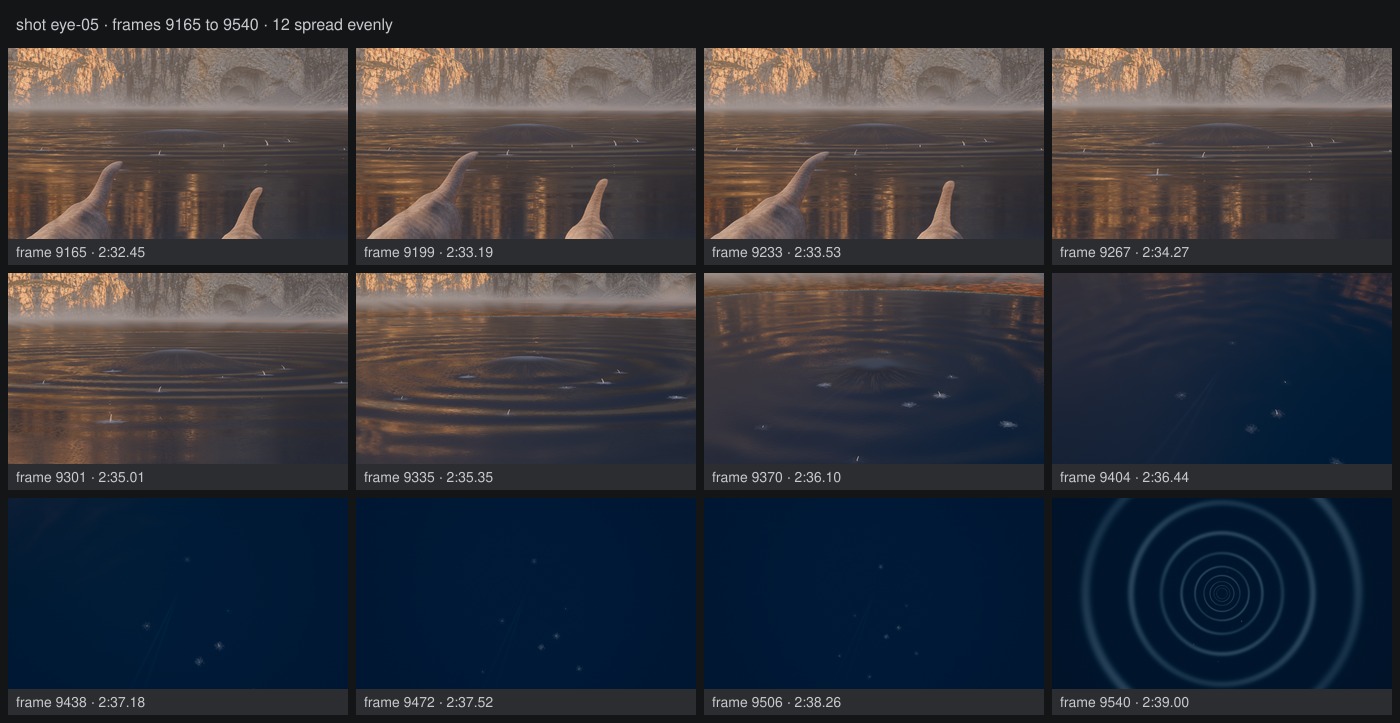 shot eye-05 · frames 9165 to 9540 · 12 spread evenly
frame 9165 · 2:32.45
frame 9199 · 2:33.19
frame 9233 · 2:33.53
frame 9267 · 2:34.27
frame 9301 · 2:35.01
frame 9335 · 2:35.35
frame 9370 · 2:36.10
frame 9404 · 2:36.44
frame 9438 · 2:37.18
frame 9472 · 2:37.52
frame 9506 · 2:38.26
frame 9540 · 2:39.00